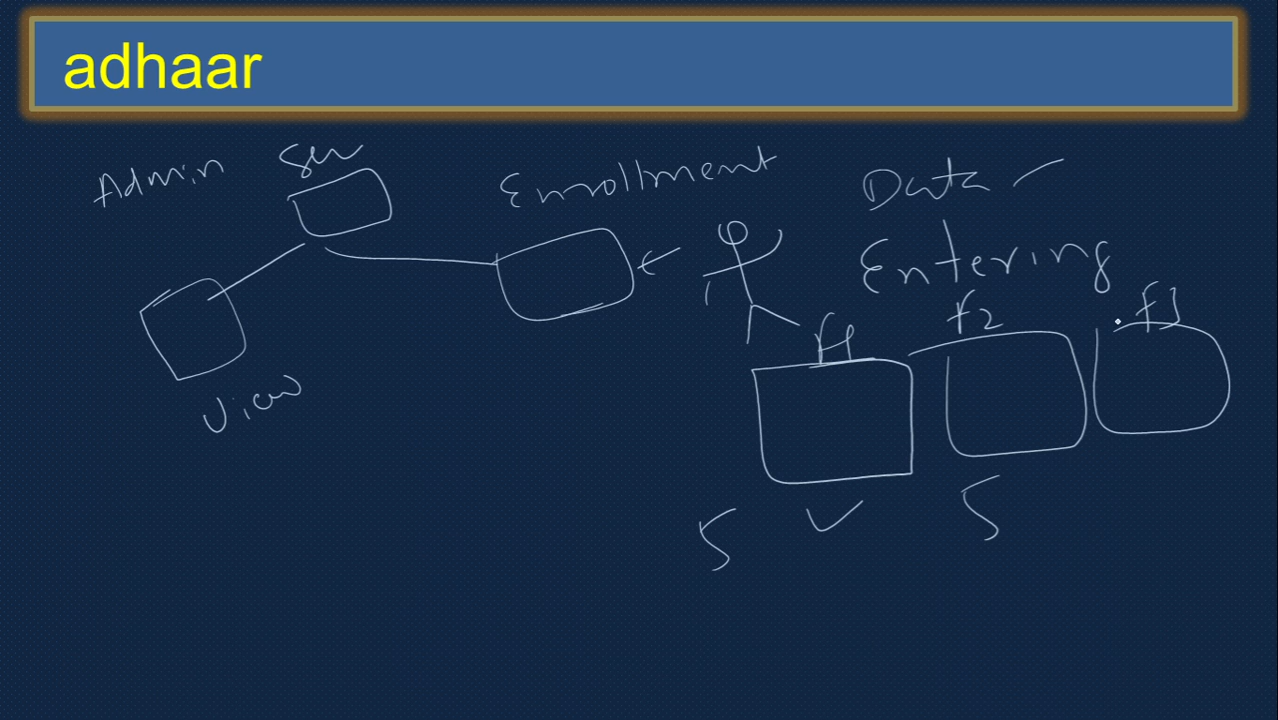 adhaar
Admin Ser
Enrollment
Data
Entering
View
f1
f2
f3
5
5